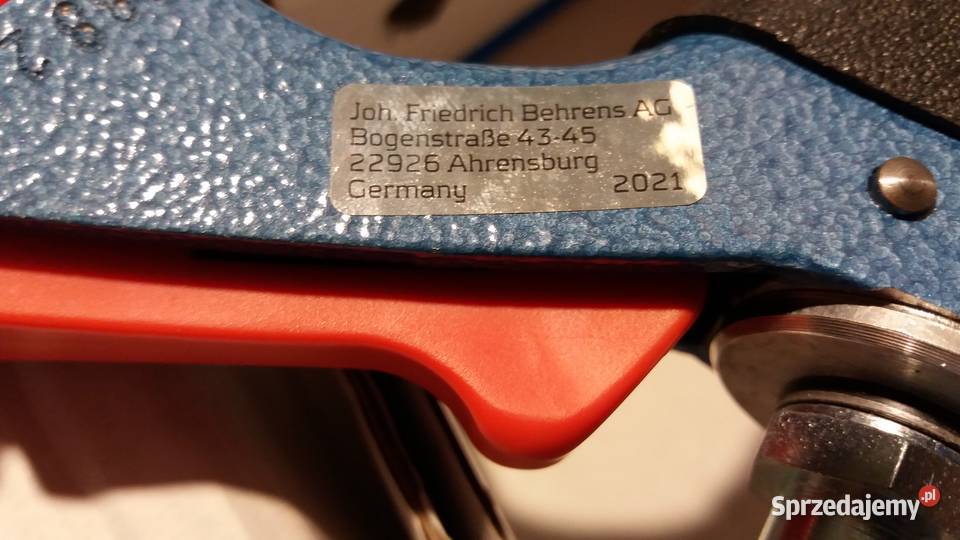 Joh. Friedrich Behrens AG
Bogenstraße 43-45
22926 Ahrensburg
Germany 2021
Sprzedajemy.pl